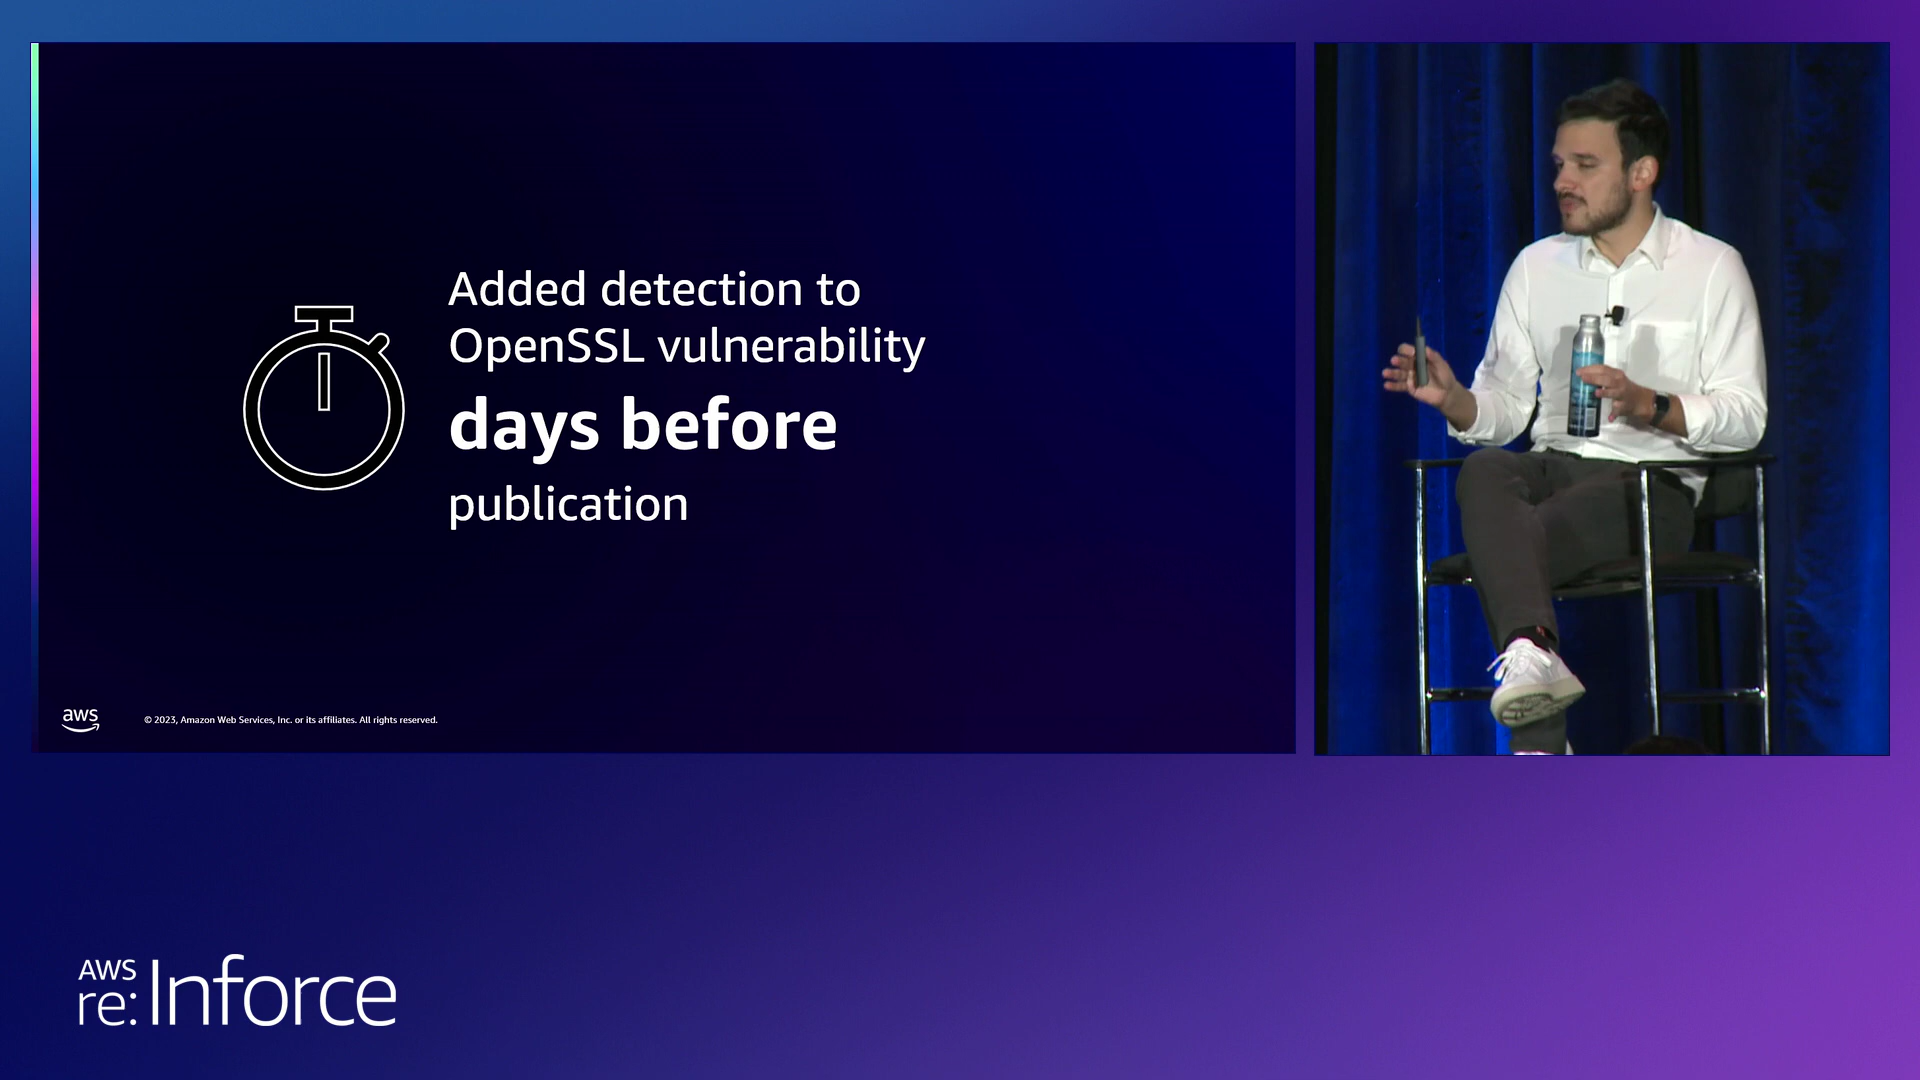 Added detection to
OpenSSL vulnerability
days before
publication
aws
© 2023, Amazon Web Services, Inc. or its affiliates. All rights reserved.
AWS
re:Inforce